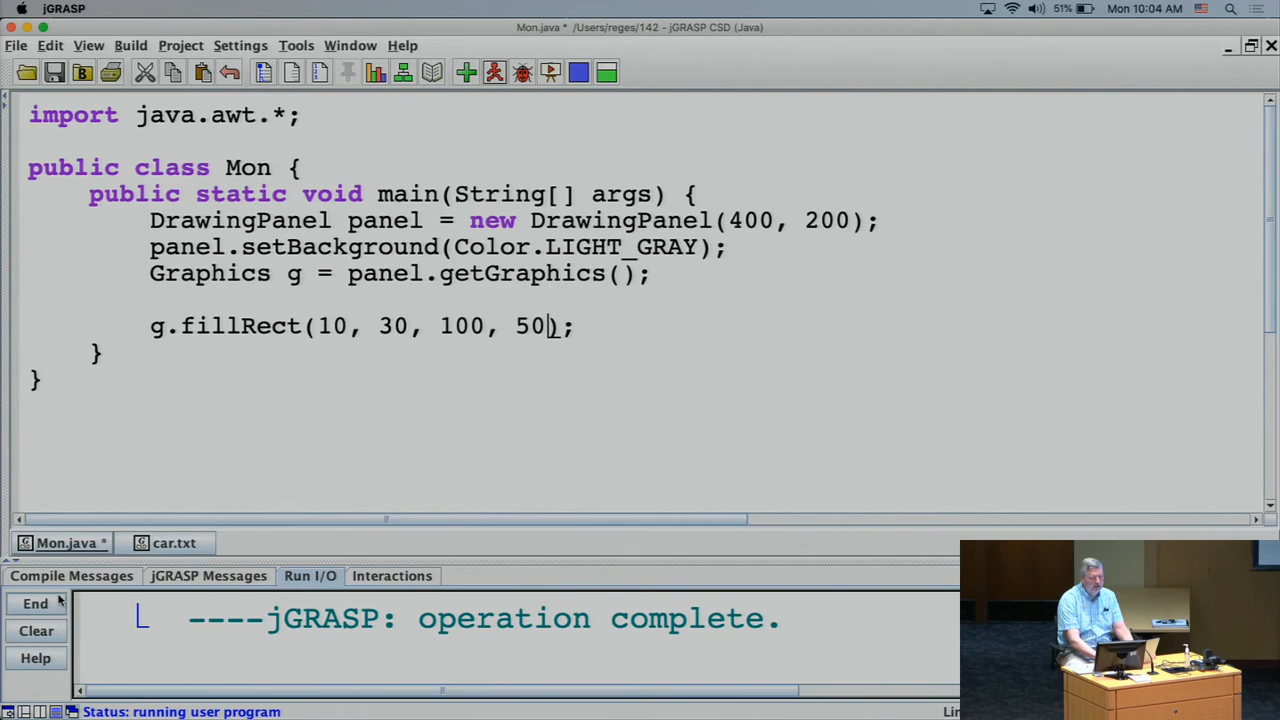 jGRASP
51%
Mon 10:04 AM
Mon.java * /Users/reges/142 - jGRASP CSD (Java)
File Edit View Build Project Settings Tools Window Help
B
import java.awt.*;
public class Mon {
public static void main(String[] args) {
DrawingPanel panel = new DrawingPanel(400, 200);
panel.setBackground(Color.LIGHT_GRAY);
Graphics g = panel.getGraphics();
g.fillRect(10, 30, 100, 50);
}
}
Mon.java * car.txt
Compile Messages jGRASP Messages Run I/O Interactions
End
Clear
Help
----jGRASP: operation complete.
Status: running user program